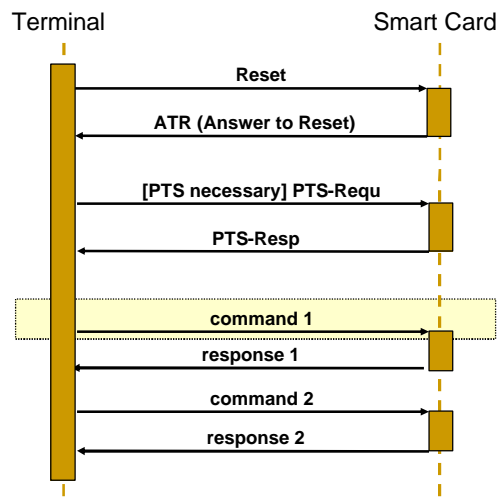 Terminal Smart Card
Reset
ATR (Answer to Reset)
[PTS necessary] PTS-Requ
PTS-Resp
command 1
response 1
command 2
response 2